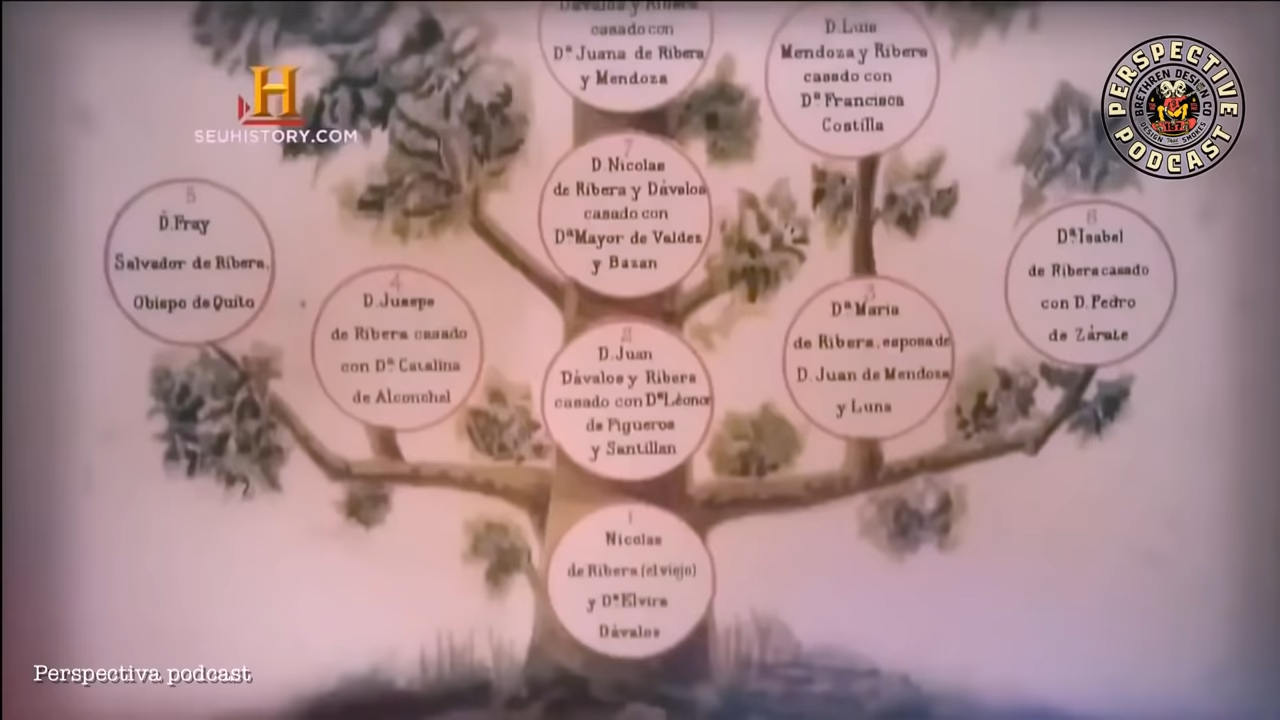 Dávalos y Ribera
casado con
Dª Juana de Ribera
y Mendoza
D. Luis
Mendoza y Ribera
casado con
Dª Francisca
Costilla
SEUHISTORY.COM
PERSPECTIVE
PODCAST
BRETHREN DESIGN CO
7
D. Nicolas
de Ribera y Dávalos
casado con
Dª Mayor de Valdez
y Bazan
5
D. Fray
Salvador de Ribera,
Obispo de Quito
6
Dª Isabel
de Ribera casado
con D. Pedro
de Zárate
4
D. Jusepe
de Ribera casado
con Dª Catalina
de Alconchel
3
Dª Maria
de Ribera, esposa de
D. Juan de Mendoza
y Luna
2
D. Juan
Dávalos y Ribera
casado con Dª Léonor
de Figueros
y Santillan
1
Nicolas
de Ribera (el viejo)
y Dª Elvira
Dávalos
Perspectiva podcast